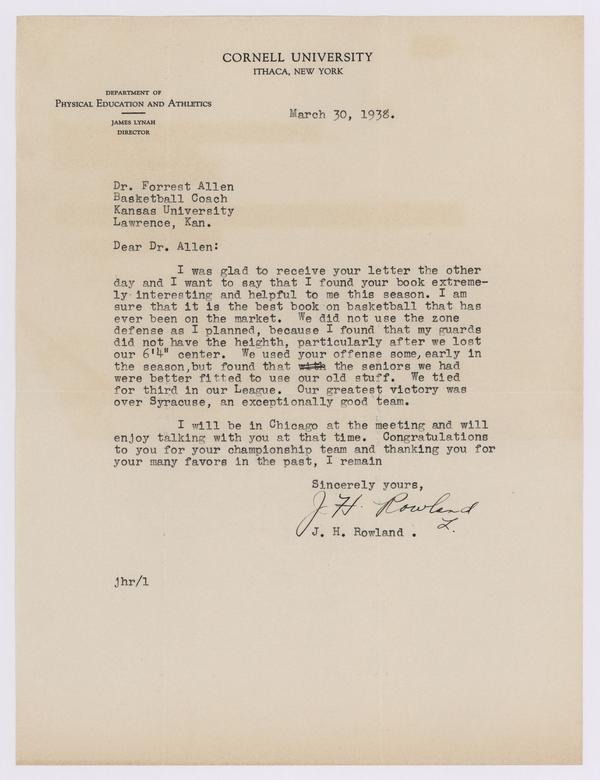 CORNELL UNIVERSITY
ITHACA, NEW YORK
DEPARTMENT OF
PHYSICAL EDUCATION AND ATHLETICS
JAMES LYNAH
DIRECTOR
March 30, 1938.
Dr. Forrest Allen
Basketball Coach
Kansas University
Lawrence, Kan.
Dear Dr. Allen:
I was glad to receive your letter the other
day and I want to say that I found your book extreme-
ly interesting and helpful to me this season. I am
sure that it is the best book on basketball that has
ever been on the market. We did not use the zone
defense as I planned, because I found that my guards
did not have the heighth, particularly after we lost
our 6'4" center. We used your offense some, early in
the season,but found that with the seniors we had
were better fitted to use our old stuff. We tied
for third in our League. Our greatest victory was
over Syracuse, an exceptionally good team.
I will be in Chicago at the meeting and will
enjoy talking with you at that time. Congratulations
to you for your championship team and thanking you for
your many favors in the past, I remain
Sincerely yours,
J. H. Rowland
L.
J. H. Rowland .
jhr/l